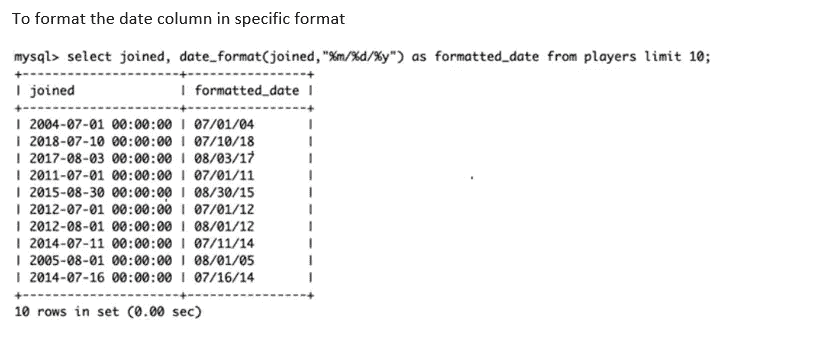 To format the date column in specific format
mysql> select joined, date_format(joined,"%m/%d/%y") as formatted_date from players limit 10;
+---------------------+----------------+
| joined              | formatted_date |
+---------------------+----------------+
| 2004-07-01 00:00:00 | 07/01/04       |
| 2018-07-10 00:00:00 | 07/10/18       |
| 2017-08-03 00:00:00 | 08/03/17       |
| 2011-07-01 00:00:00 | 07/01/11       |
| 2015-08-30 00:00:00 | 08/30/15       |
| 2012-07-01 00:00:00 | 07/01/12       |
| 2012-08-01 00:00:00 | 08/01/12       |
| 2014-07-11 00:00:00 | 07/11/14       |
| 2005-08-01 00:00:00 | 08/01/05       |
| 2014-07-16 00:00:00 | 07/16/14       |
+---------------------+----------------+
10 rows in set (0.00 sec)